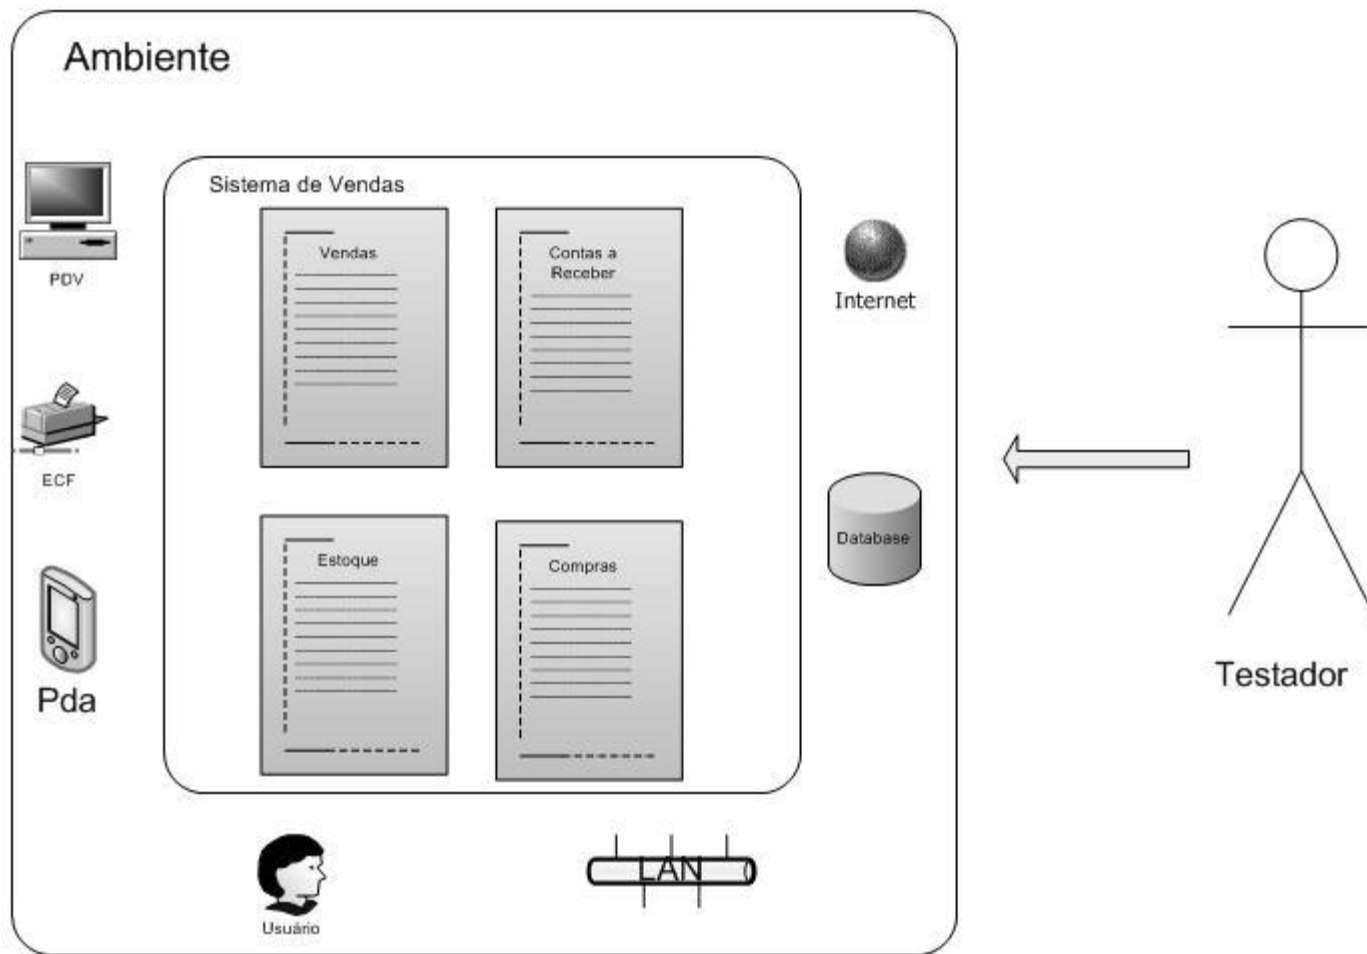 Ambiente
Sistema de Vendas
PDV
Vendas
Contas a
Receber
Internet
ECF
Database
Estoque
Compras
Pda
Testador
LAN
Usuário